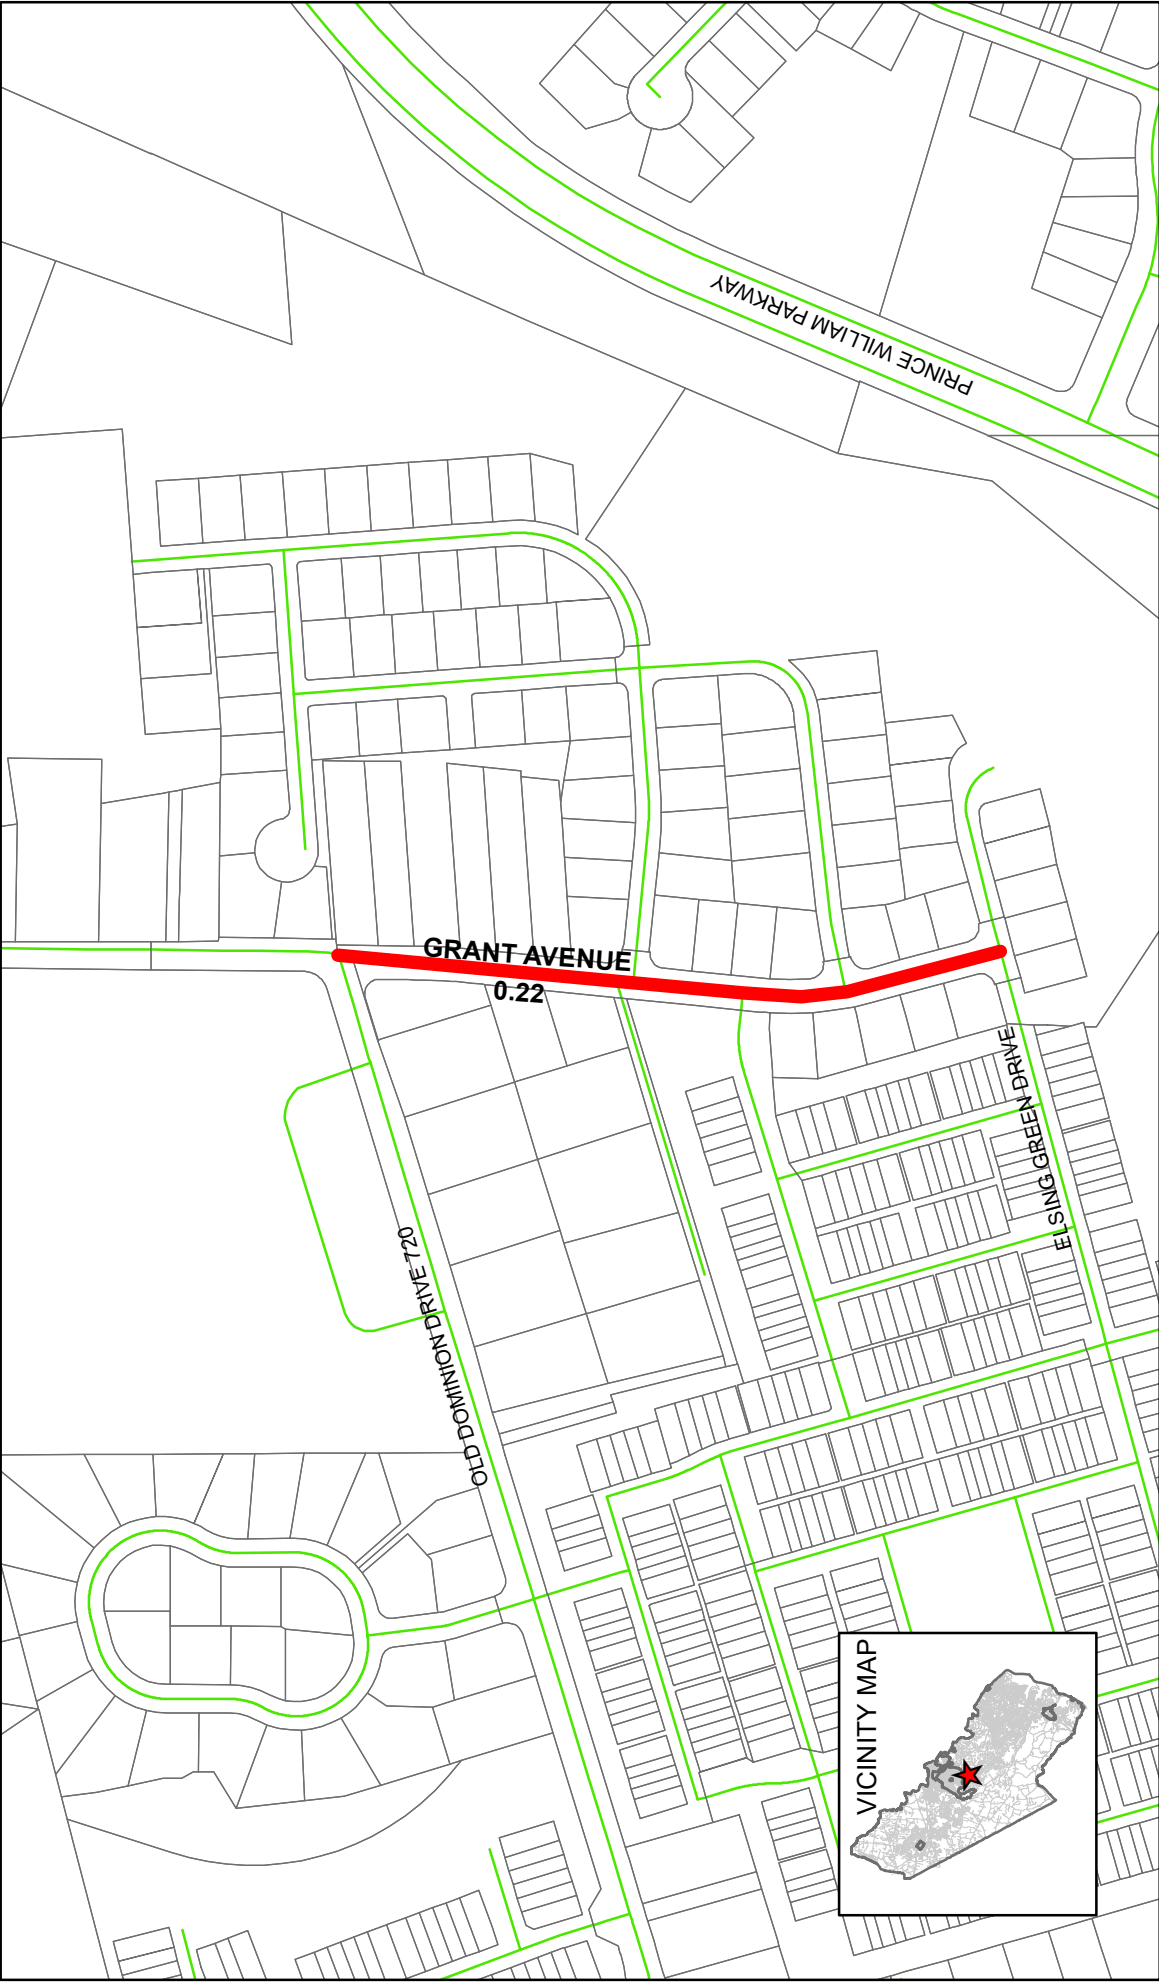 PRINCE WILLIAM PARKWAY
GRANT AVENUE
0.22
ELSING GREEN DRIVE
OLD DOMINION DRIVE 720
VICINITY MAP